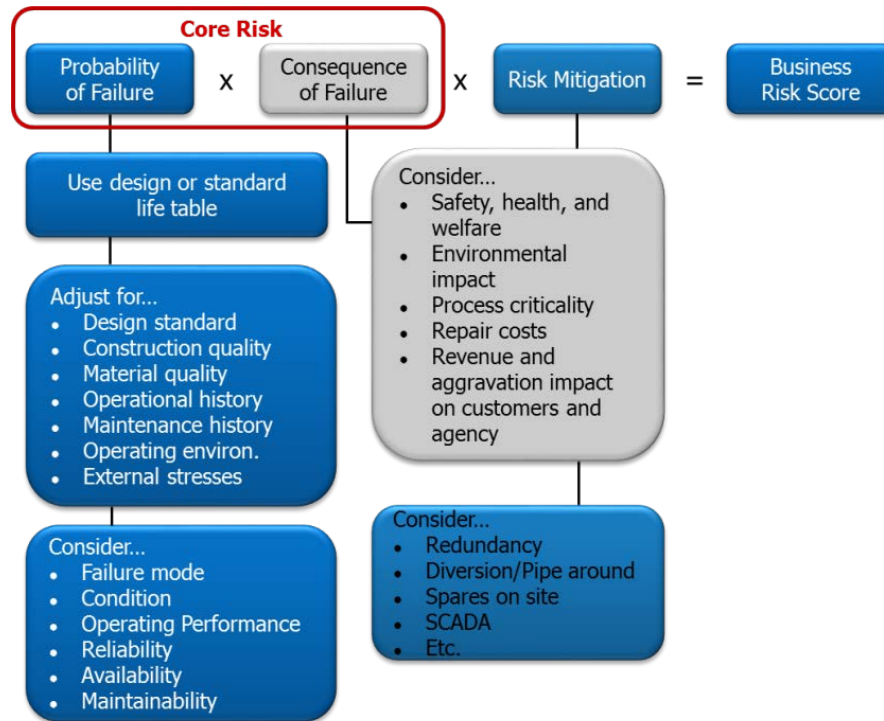 Core Risk
Probability
of Failure
x
Consequence
of Failure
x
Risk Mitigation
=
Business
Risk Score
Use design or standard
life table
Adjust for...
• Design standard
• Construction quality
• Material quality
• Operational history
• Maintenance history
• Operating environ.
• External stresses
Consider...
• Failure mode
• Condition
• Operating Performance
• Reliability
• Availability
• Maintainability
Consider...
• Safety, health, and
welfare
• Environmental
impact
• Process criticality
• Repair costs
• Revenue and
aggravation impact
on customers and
agency
Consider...
• Redundancy
• Diversion/Pipe around
• Spares on site
• SCADA
• Etc.